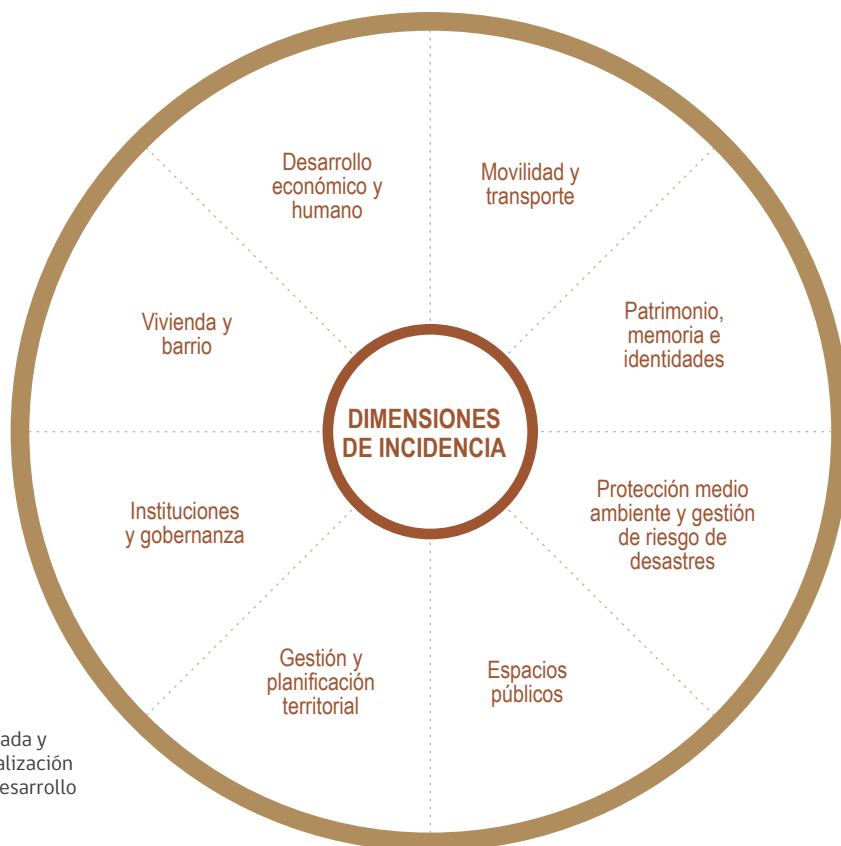 Desarrollo
económico y
humano
Movilidad y
transporte
Patrimonio,
memoria e
identidades
Protección medio
ambiente y gestión
de riesgo de
desastres
Espacios
públicos
Gestión y
planificación
territorial
Instituciones
y gobernanza
Vivienda y
barrio
DIMENSIONES
DE INCIDENCIA
ada y
alización
esarrollo